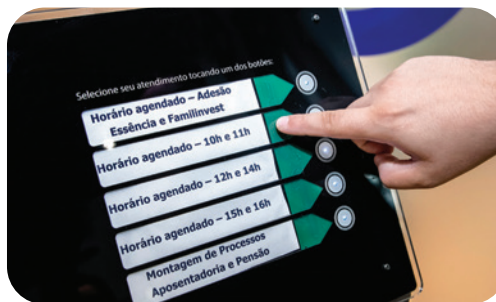 Selecione seu atendimento tocando um dos botões:
Horário agendado – Adesão
Essência e Familinvest
Horário agendado – 10h e 11h
Horário agendado – 12h e 14h
Horário agendado – 15h e 16h
Montagem de Processos
Aposentadoria e Pensão